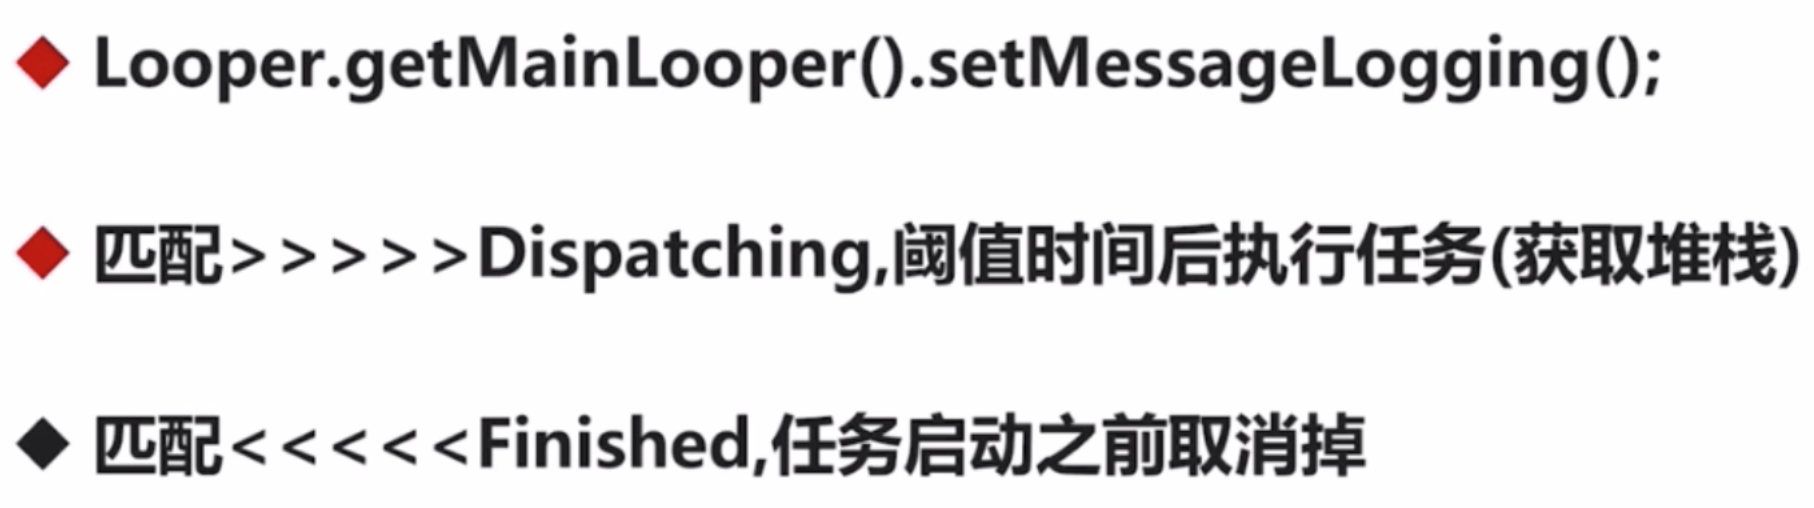 Looper.getMainLooper().setMessageLogging();
匹配>>>>>Dispatching,阈值时间后执行任务(获取堆栈)
匹配<<<<<Finished,任务启动之前取消掉